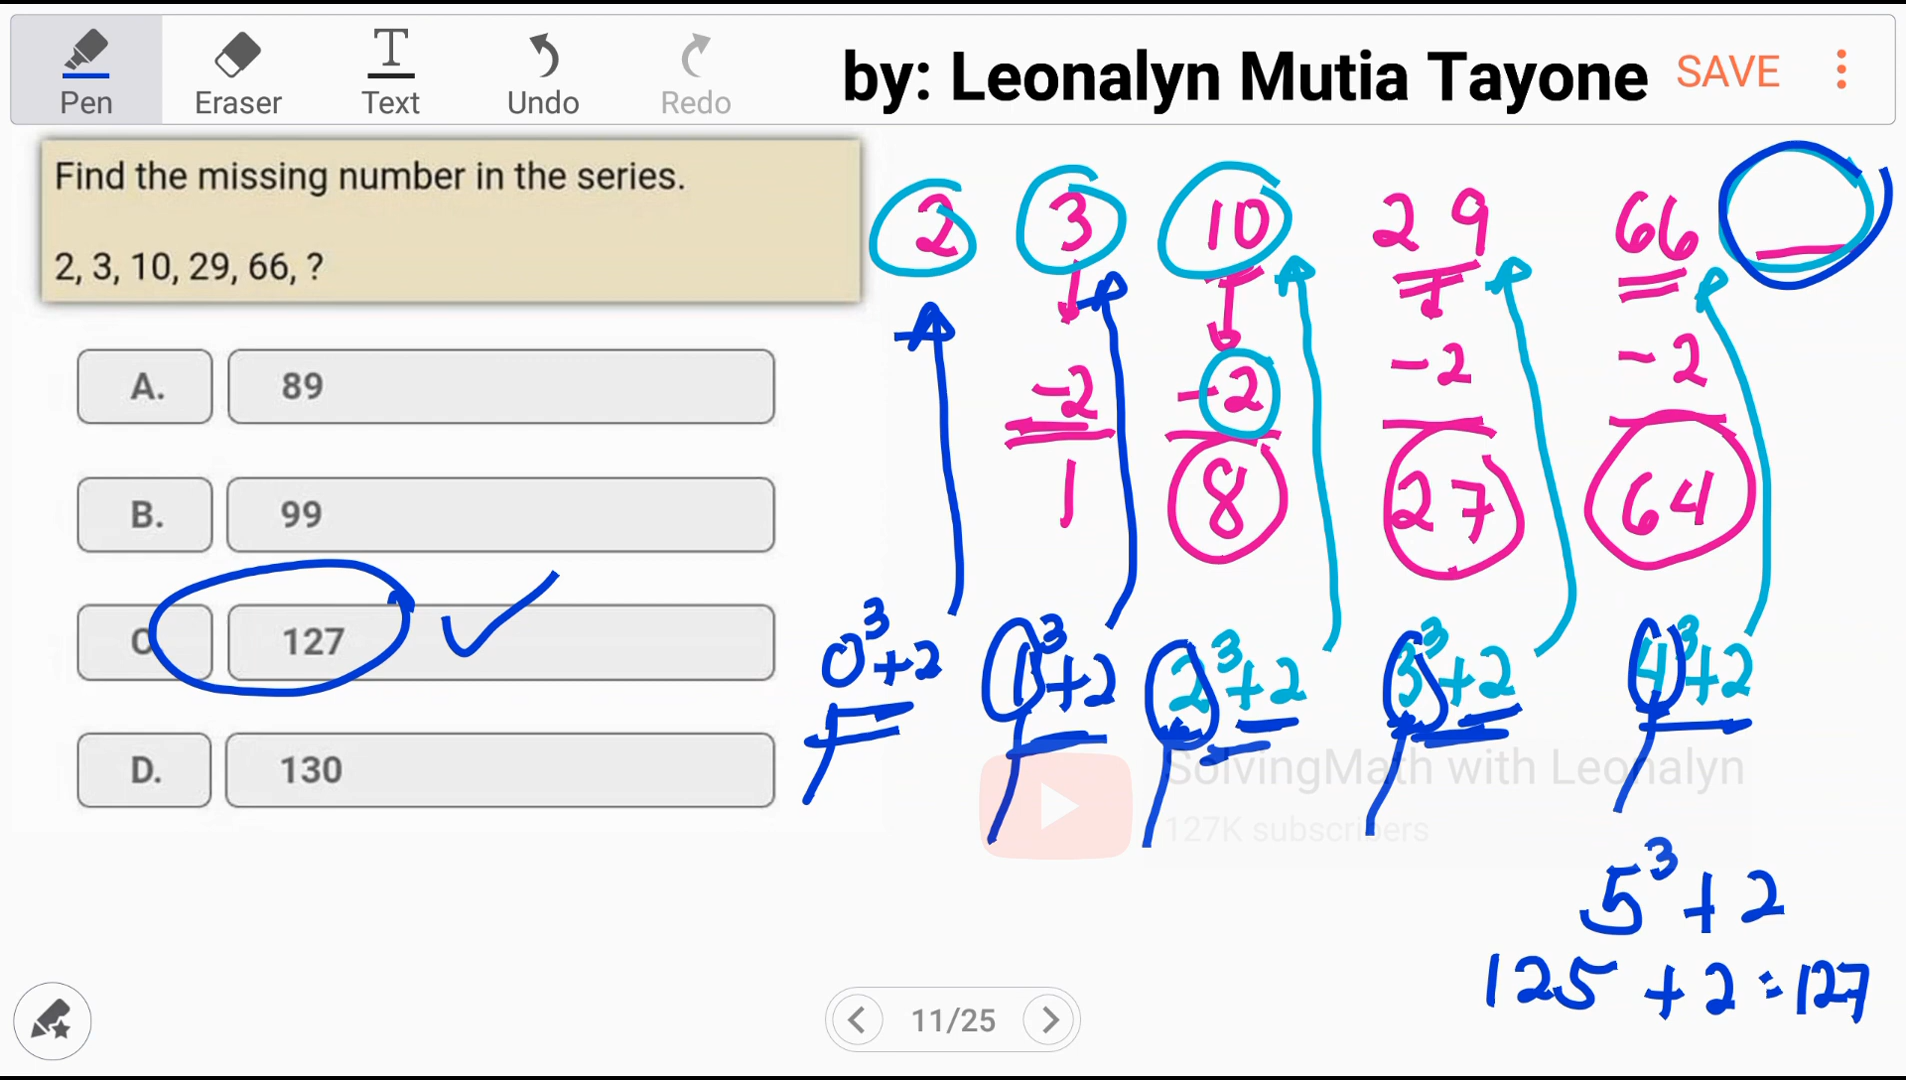 Pen Eraser Text Undo Redo by: Leonalyn Mutia Tayone SAVE
Find the missing number in the series.
2, 3, 10, 29, 66, ?
A. 89
B. 99
C 127
D. 130
2 3 10 29 66 __
-2 -2 -2 -2
1 8 27 64
0³+2 1³+2 2³+2 3³+2 4³+2
SolvingMath with Leonalyn
127K subscribers
5³+2
125 + 2 = 127
11/25